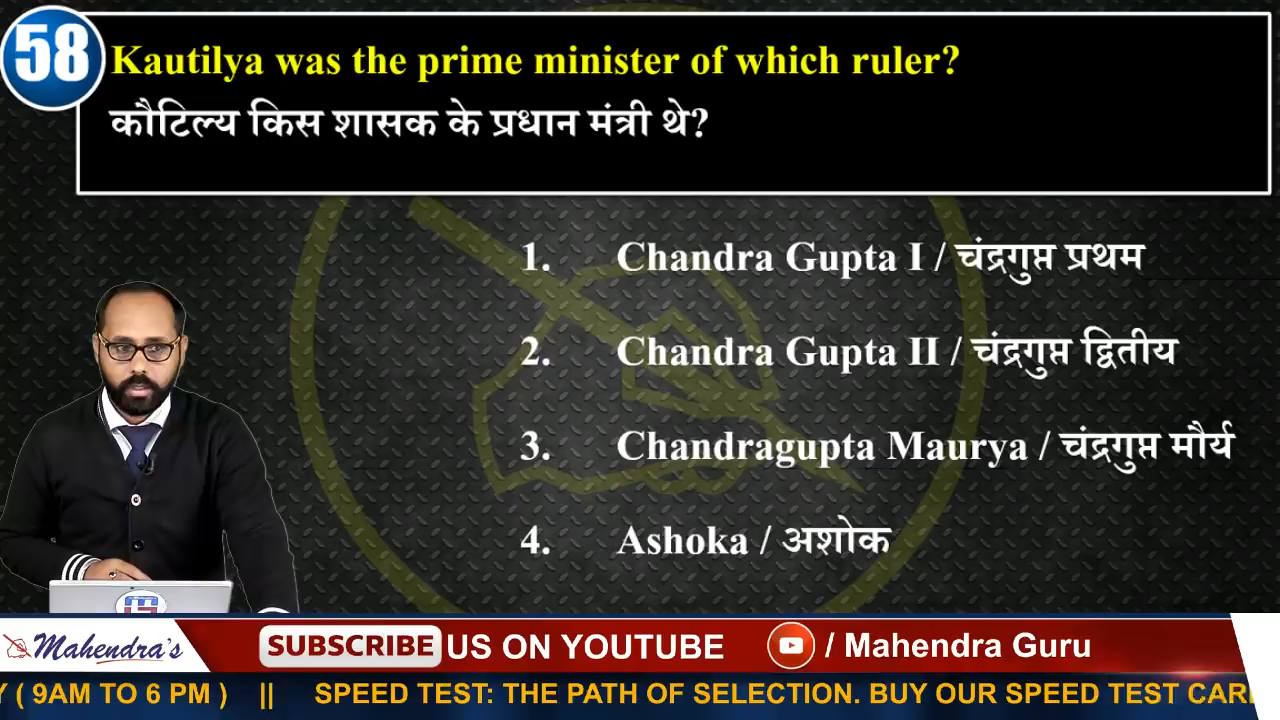 58
Kautilya was the prime minister of which ruler?
कौटिल्य किस शासक के प्रधान मंत्री थे?
1. Chandra Gupta I / चंद्रगुप्त प्रथम
2. Chandra Gupta II / चंद्रगुप्त द्वितीय
3. Chandragupta Maurya / चंद्रगुप्त मौर्य
4. Ashoka / अशोक
Mahendra's SUBSCRIBE US ON YOUTUBE / Mahendra Guru
Y ( 9AM TO 6 PM ) || SPEED TEST: THE PATH OF SELECTION. BUY OUR SPEED TEST CAR